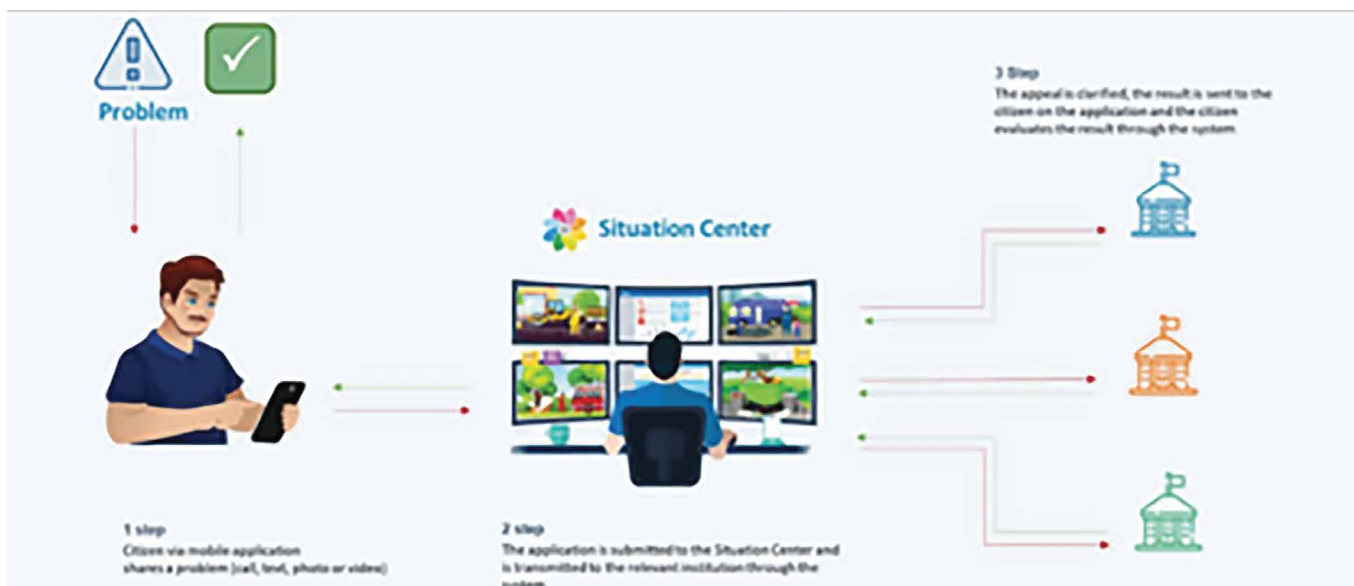 Problem
3 Step
The appeal is clarified, the result is sent to the
citizen on the application and the citizen
evaluates the result through the system
Situation Center
1 step
Citizen via mobile application
shares a problem (call, text, photo or video)
2 step
The application is submitted to the Situation Center and
is transmitted to the relevant institution through the
system